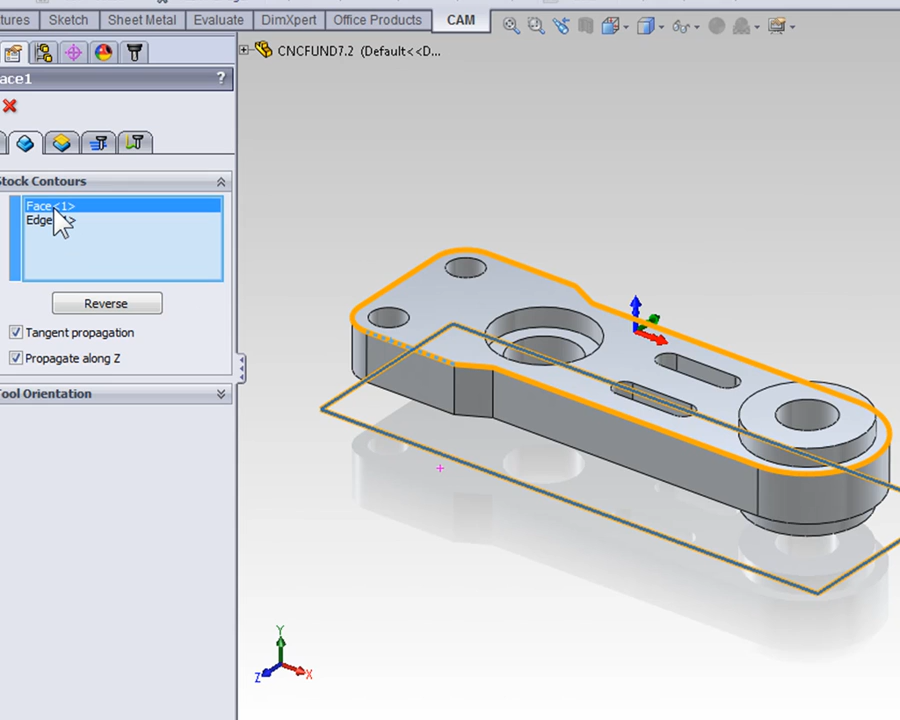 tures Sketch Sheet Metal Evaluate DimXpert Office Products CAM
CNCFUND7.2 (Default<<D...
ace1 ?
Stock Contours
Face<1>
Edge
Reverse
Tangent propagation
Propagate along Z
Tool Orientation
Y
Z X